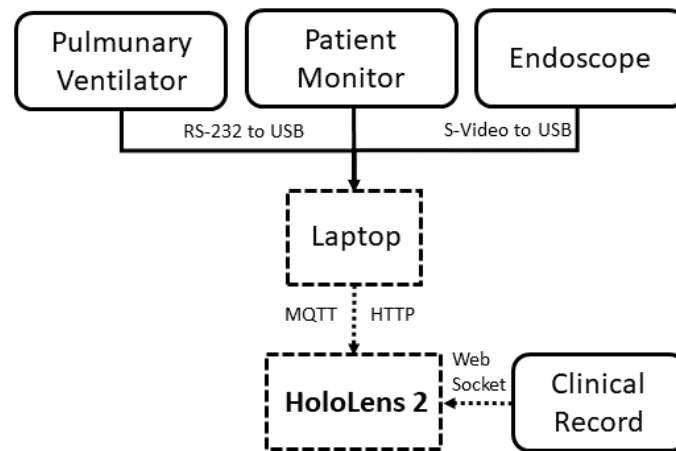 Pulmunary
Ventilator
Patient
Monitor
Endoscope
RS-232 to USB
S-Video to USB
Laptop
MQTT
HTTP
HoloLens 2
Web
Socket
Clinical
Record